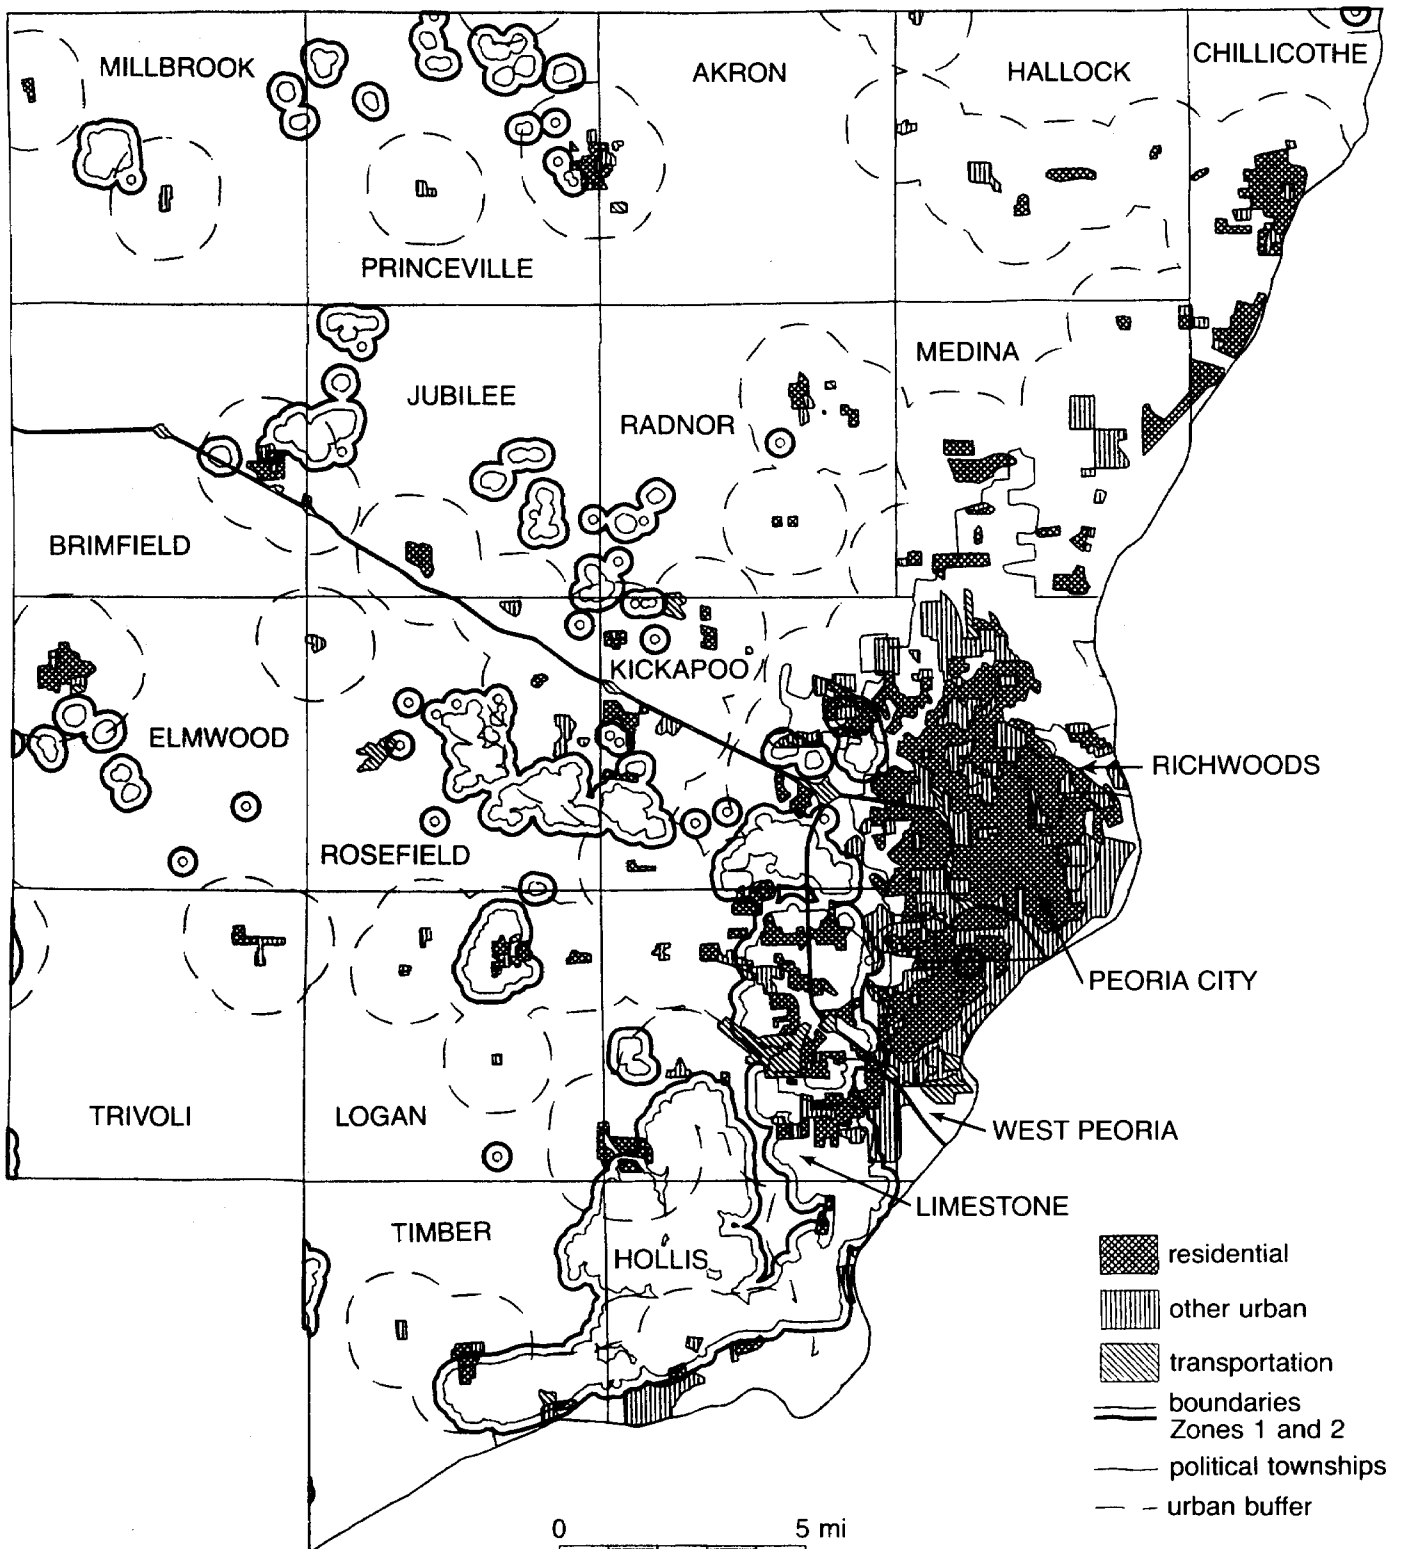 CHILLICOTHE
MILLBROOK
AKRON
HALLOCK
PRINCEVILLE
MEDINA
JUBILEE
RADNOR
BRIMFIELD
KICKAPOO
ELMWOOD
RICHWOODS
ROSEFIELD
PEORIA CITY
TRIVOLI
LOGAN
WEST PEORIA
LIMESTONE
TIMBER
HOLLIS
residential
other urban
transportation
boundaries
Zones 1 and 2
political townships
urban buffer
0 5 mi